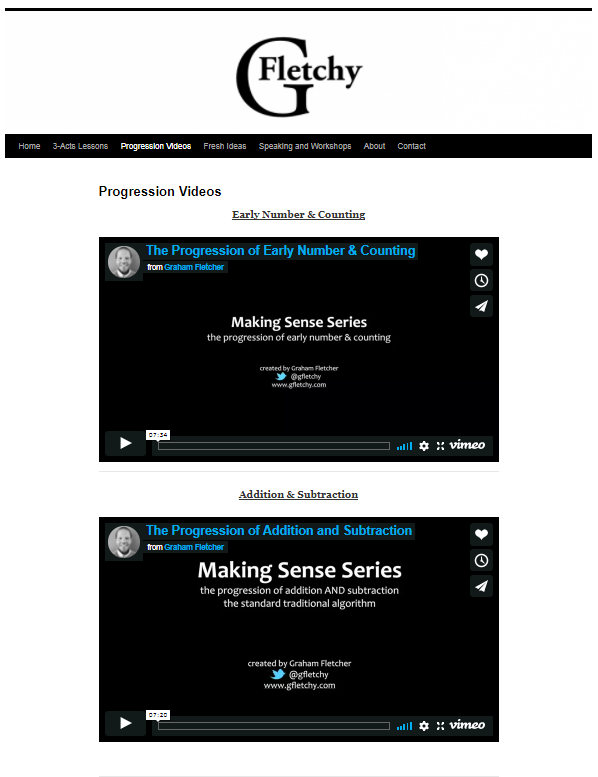 G Fletchy
Home 3-Acts Lessons Progression Videos Fresh Ideas Speaking and Workshops About Contact
Progression Videos
Early Number & Counting
The Progression of Early Number & Counting
from Graham Fletcher
Making Sense Series
the progression of early number & counting
created by Graham Fletcher
@gfletchy
www.gfletchy.com
07:34
vimeo
Addition & Subtraction
The Progression of Addition and Subtraction
from Graham Fletcher
Making Sense Series
the progression of addition AND subtraction
the standard traditional algorithm
created by Graham Fletcher
@gfletchy
www.gfletchy.com
07:20
vimeo